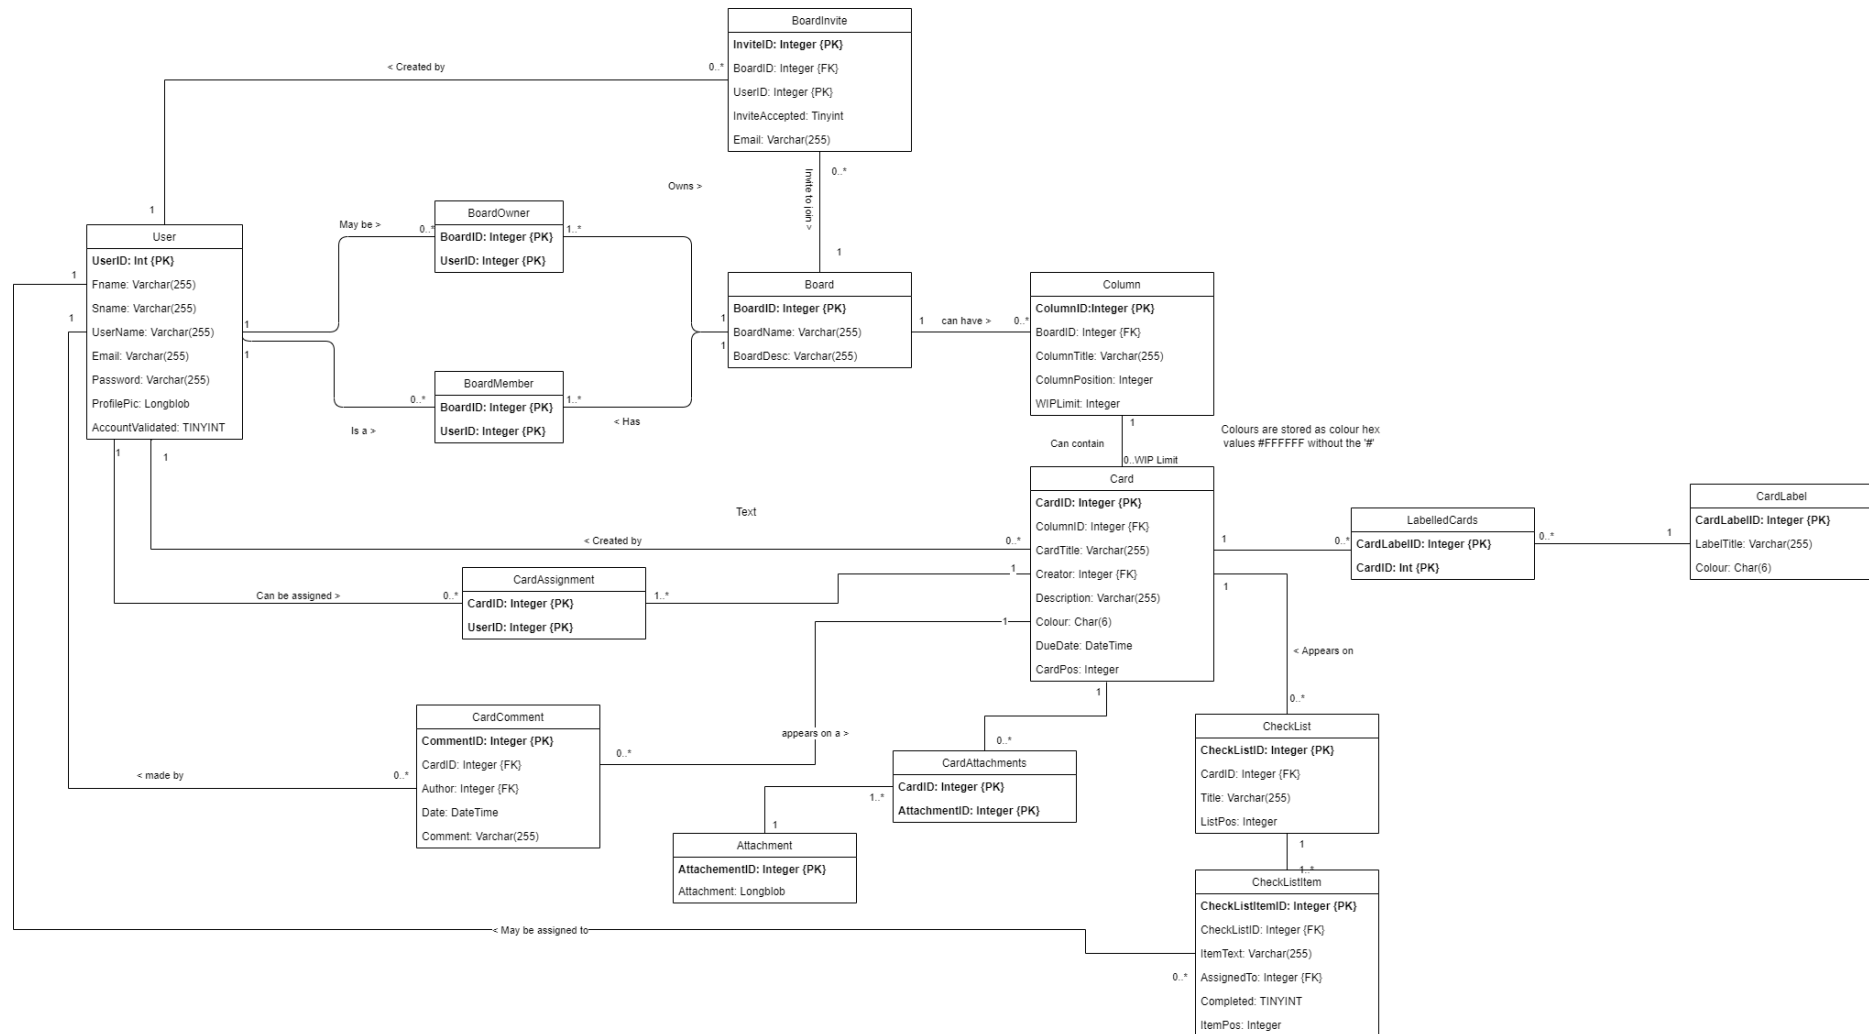 BoardInvite
InviteID: Integer {PK}
BoardID: Integer {FK}
UserID: Integer {PK}
InviteAccepted: Tinyint
Email: Varchar(255)
< Created by
0..*
1
0..*
Invite to join >
1
Owns >
User
UserID: Int {PK}
Fname: Varchar(255)
Sname: Varchar(255)
UserName: Varchar(255)
Email: Varchar(255)
Password: Varchar(255)
ProfilePic: Longblob
AccountValidated: TINYINT
1
1
1
1
1
1
May be >
0..*
BoardOwner
BoardID: Integer {PK}
UserID: Integer {PK}
1..*
Is a >
0..*
BoardMember
BoardID: Integer {PK}
UserID: Integer {PK}
1..*
< Has
1
1
Board
BoardID: Integer {PK}
BoardName: Varchar(255)
BoardDesc: Varchar(255)
1
can have >
0..*
Column
ColumnID:Integer {PK}
BoardID: Integer {FK}
ColumnTitle: Varchar(255)
ColumnPosition: Integer
WIPLimit: Integer
1
Can contain
0..WIP Limit
Colours are stored as colour hex
values #FFFFFF without the '#'
Card
CardID: Integer {PK}
ColumnID: Integer {FK}
CardTitle: Varchar(255)
Creator: Integer {FK}
Description: Varchar(255)
Colour: Char(6)
DueDate: DateTime
CardPos: Integer
Text
< Created by
0..*
1
0..*
LabelledCards
CardLabelID: Integer {PK}
CardID: Int {PK}
0..*
1
CardLabel
CardLabelID: Integer {PK}
LabelTitle: Varchar(255)
Colour: Char(6)
Can be assigned >
0..*
CardAssignment
CardID: Integer {PK}
UserID: Integer {PK}
1..*
1
1
1
< Appears on
0..*
1
CardComment
CommentID: Integer {PK}
CardID: Integer {FK}
Author: Integer {FK}
Date: DateTime
Comment: Varchar(255)
< made by
0..*
0..*
appears on a >
0..*
CardAttachments
CardID: Integer {PK}
AttachmentID: Integer {PK}
1..*
1
Attachment
AttachementID: Integer {PK}
Attachment: Longblob
CheckList
CheckListID: Integer {PK}
CardID: Integer {FK}
Title: Varchar(255)
ListPos: Integer
1
1..*
CheckListItem
CheckListItemID: Integer {PK}
CheckListID: Integer {FK}
ItemText: Varchar(255)
AssignedTo: Integer {FK}
Completed: TINYINT
ItemPos: Integer
< May be assigned to
0..*